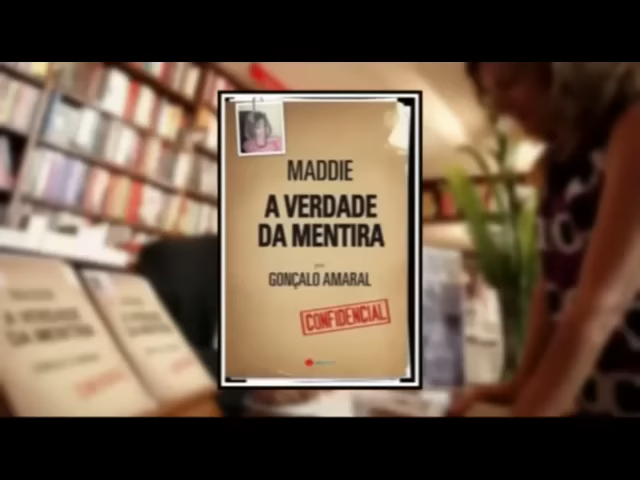 MADDIE
A VERDADE
DA MENTIRA
por
GONÇALO AMARAL
CONFIDENCIAL
A VERDADE
DA MENTIRA